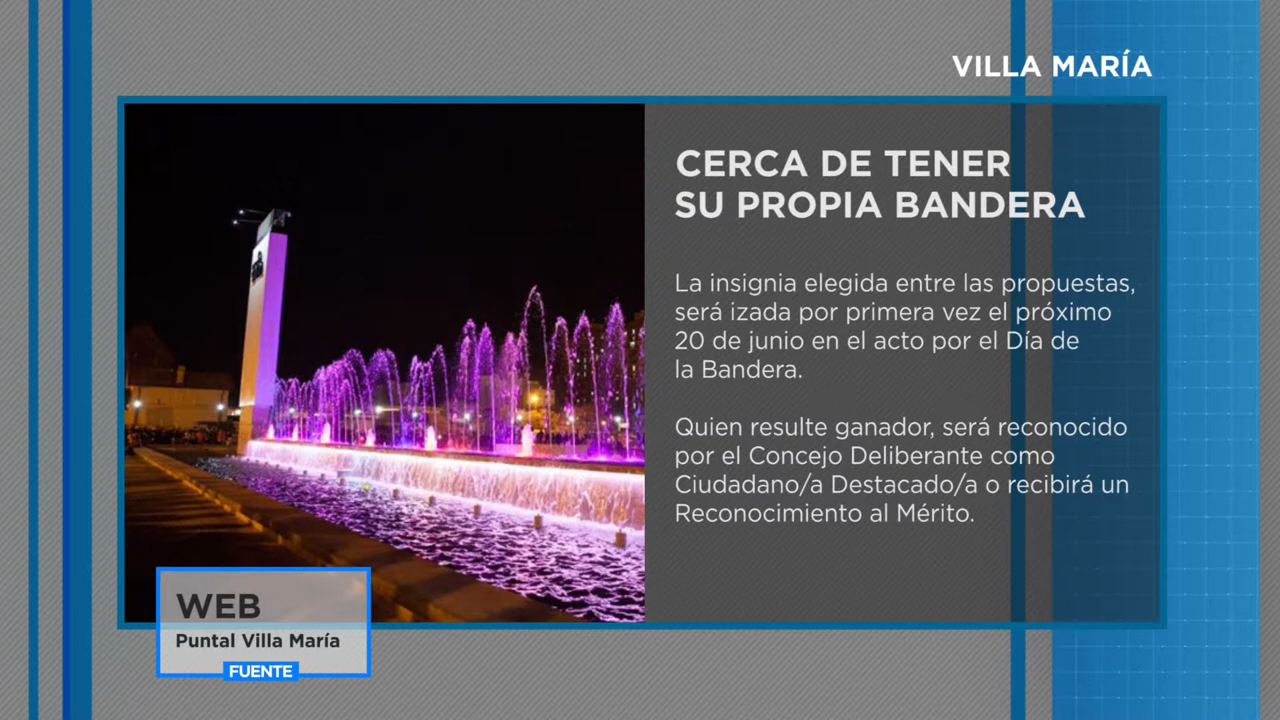 VILLA MARÍA
CERCA DE TENER
SU PROPIA BANDERA
La insignia elegida entre las propuestas,
será izada por primera vez el próximo
20 de junio en el acto por el Día de
la Bandera.
Quien resulte ganador, será reconocido
por el Concejo Deliberante como
Ciudadano/a Destacado/a o recibirá un
Reconocimiento al Mérito.
WEB
Puntal Villa María
FUENTE